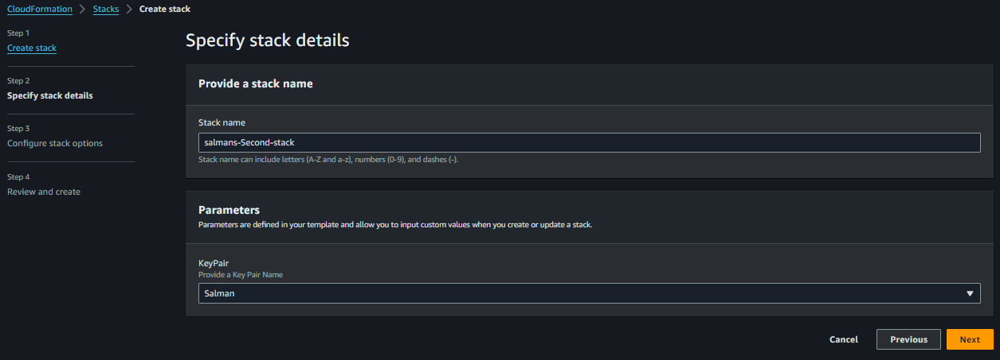 CloudFormation > Stacks > Create stack
Step 1
Create stack
Step 2
Specify stack details
Step 3
Configure stack options
Step 4
Review and create
Specify stack details
Provide a stack name
Stack name
salmans-Second-stack
Stack name can include letters (A-Z and a-z), numbers (0-9), and dashes (-).
Parameters
Parameters are defined in your template and allow you to input custom values when you create or update a stack.
KeyPair
Provide a Key Pair Name
Salman
Cancel Previous Next